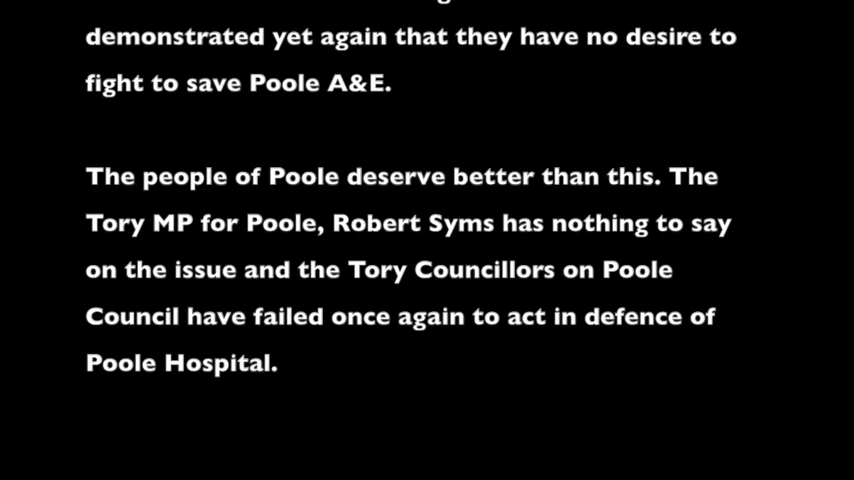 demonstrated yet again that they have no desire to
fight to save Poole A&E.
The people of Poole deserve better than this. The
Tory MP for Poole, Robert Syms has nothing to say
on the issue and the Tory Councillors on Poole
Council have failed once again to act in defence of
Poole Hospital.